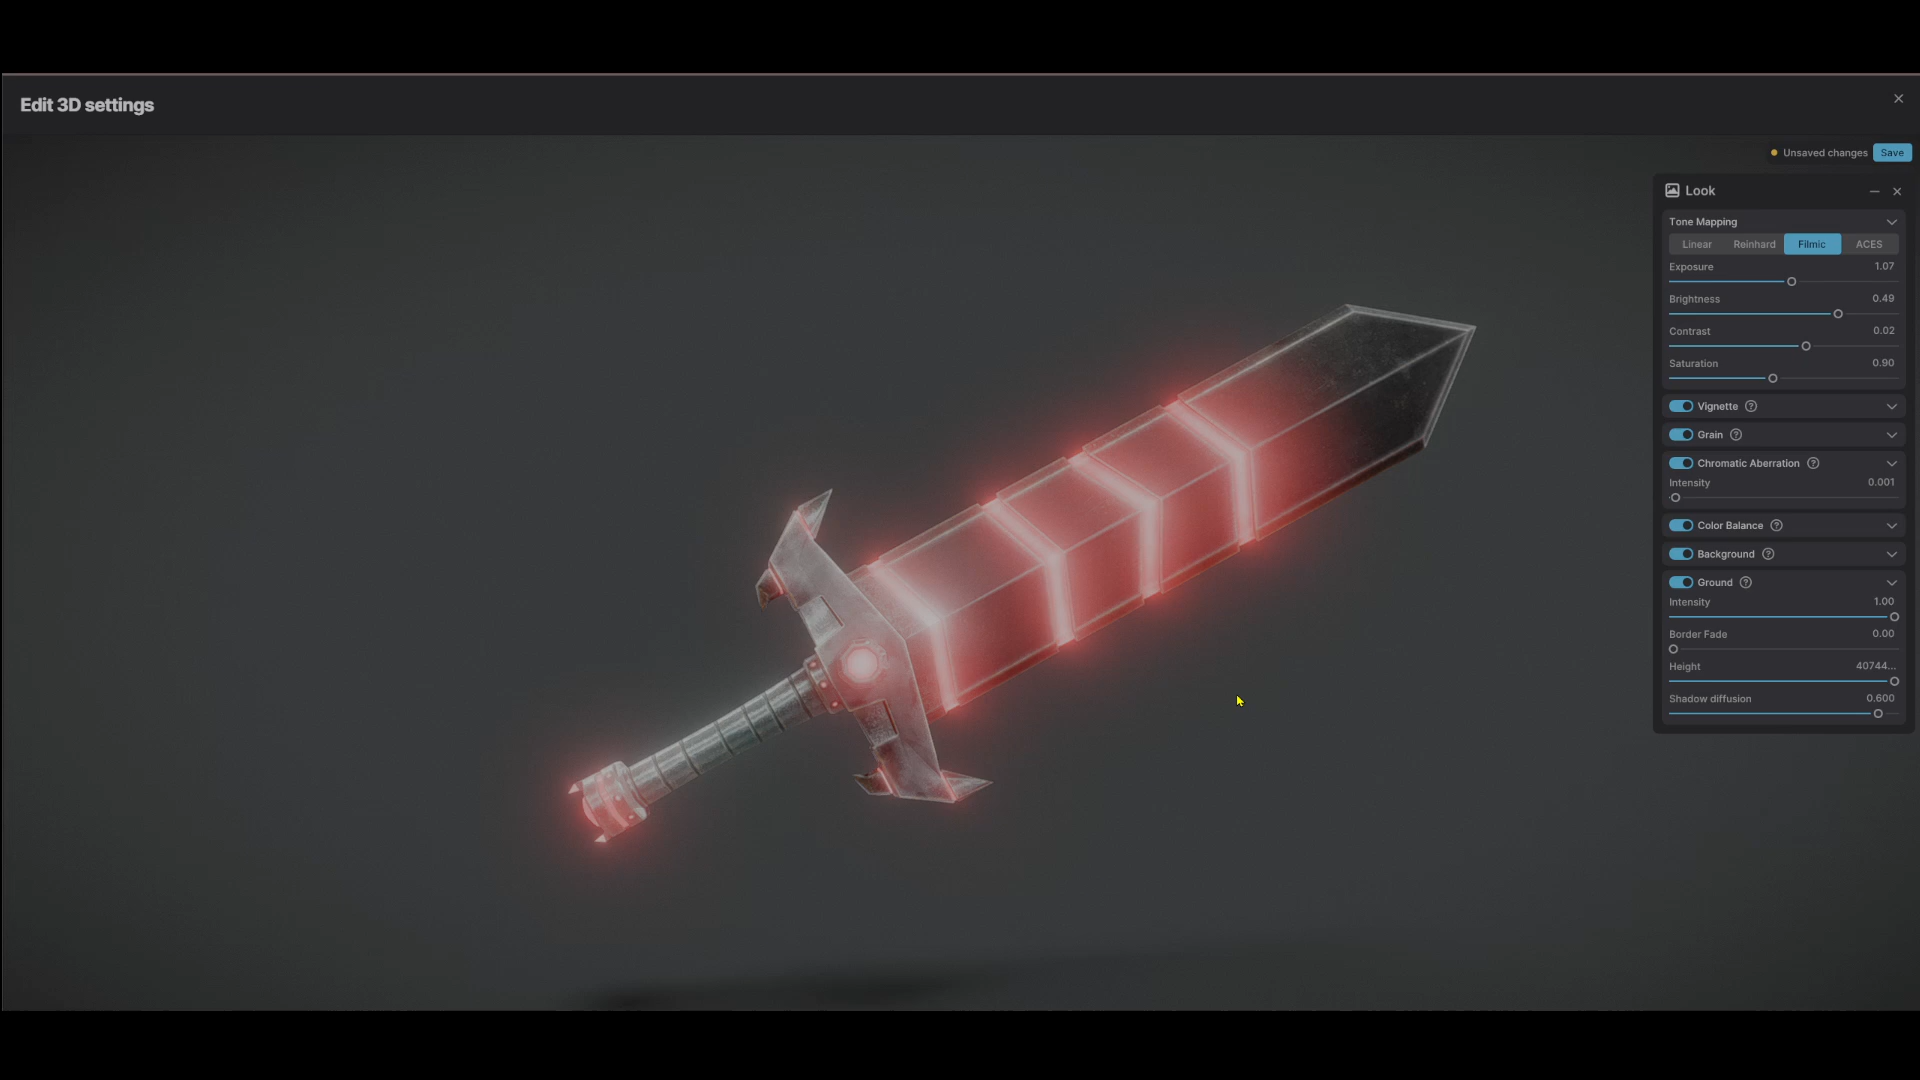 Edit 3D settings
Unsaved changes Save
Look
Tone Mapping
Linear Reinhard Filmic ACES
Exposure 1.07
Brightness 0.49
Contrast 0.02
Saturation 0.90
Vignette ?
Grain ?
Chromatic Aberration ?
Intensity 0.001
Color Balance ?
Background ?
Ground ?
Intensity 1.00
Border Fade 0.00
Height 40744...
Shadow diffusion 0.600